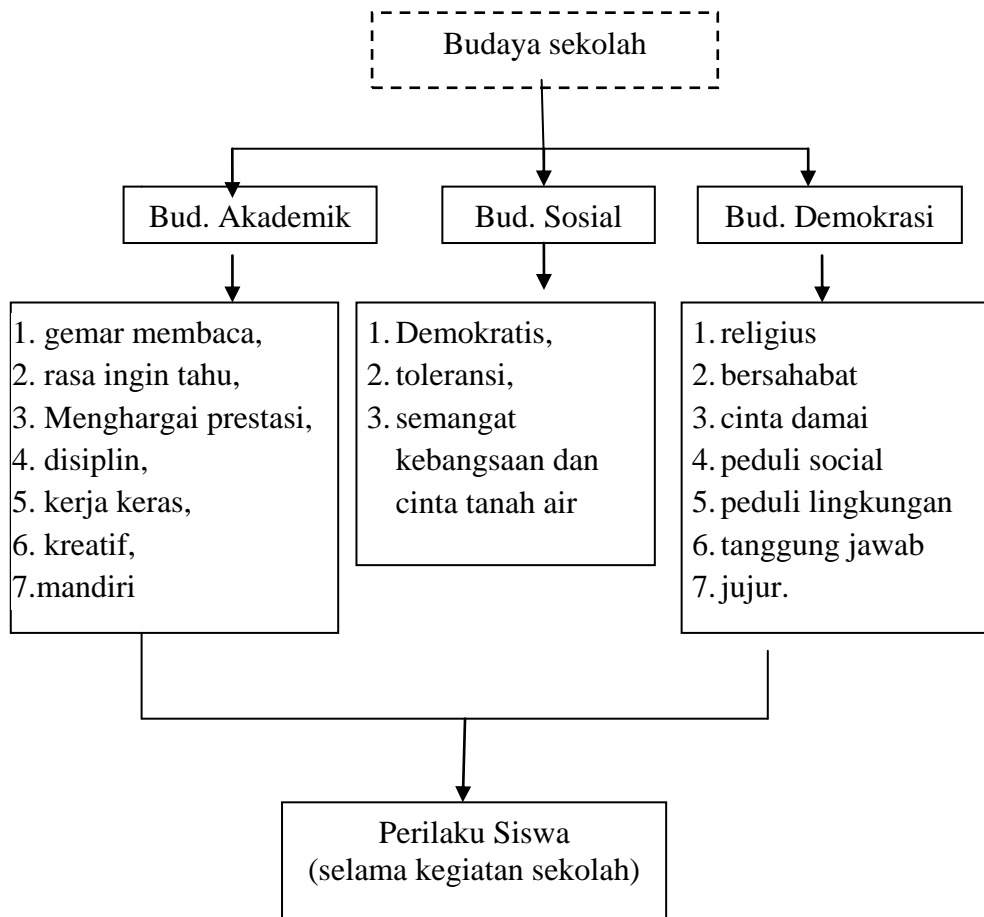 Budaya sekolah
Bud. Akademik
Bud. Sosial
Bud. Demokrasi
1. gemar membaca,
2. rasa ingin tahu,
3. Menghargai prestasi,
4. disiplin,
5. kerja keras,
6. kreatif,
7.mandiri
1. Demokratis,
2. toleransi,
3. semangat
kebangsaan dan
cinta tanah air
1. religius
2. bersahabat
3. cinta damai
4. peduli social
5. peduli lingkungan
6. tanggung jawab
7. jujur.
Perilaku Siswa
(selama kegiatan sekolah)